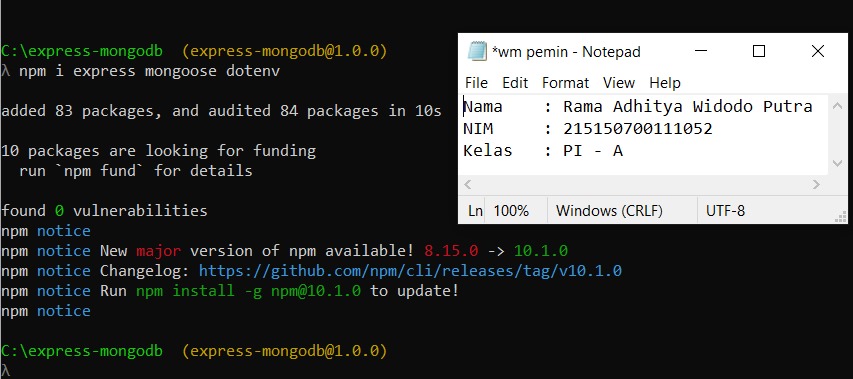 C:\express-mongodb  (express-mongodb@1.0.0)
λ npm i express mongoose dotenv
added 83 packages, and audited 84 packages in 10s
10 packages are looking for funding
  run `npm fund` for details
found 0 vulnerabilities
npm notice
npm notice New major version of npm available! 8.15.0 -> 10.1.0
npm notice Changelog: https://github.com/npm/cli/releases/tag/v10.1.0
npm notice Run npm install -g npm@10.1.0 to update!
npm notice
C:\express-mongodb  (express-mongodb@1.0.0)
λ
*wm pemin - Notepad
File Edit Format View Help
Nama    : Rama Adhitya Widodo Putra
NIM     : 215150700111052
Kelas   : PI - A
Ln 100% Windows (CRLF) UTF-8